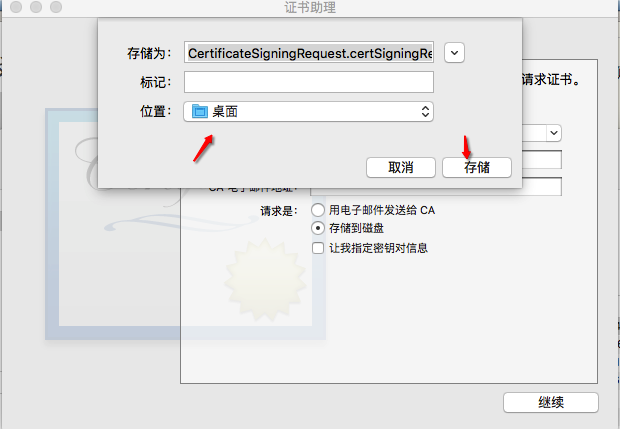 证书助理
存储为： CertificateSigningRequest.certSigningRe
标记：
位置： 桌面
请求证书。
取消 存储
CA 电子邮件地址：
请求是： 用电子邮件发送给 CA
存储到磁盘
让我指定密钥对信息
继续